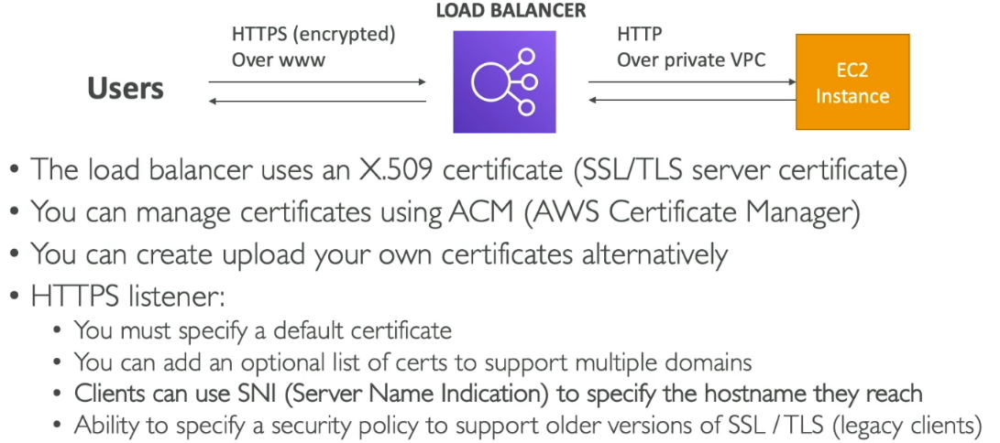 LOAD BALANCER
HTTPS (encrypted)
Over www
HTTP
Over private VPC
Users
EC2
Instance
• The load balancer uses an X.509 certificate (SSL/TLS server certificate)
• You can manage certificates using ACM (AWS Certificate Manager)
• You can create upload your own certificates alternatively
• HTTPS listener:
• You must specify a default certificate
• You can add an optional list of certs to support multiple domains
• Clients can use SNI (Server Name Indication) to specify the hostname they reach
• Ability to specify a security policy to support older versions of SSL / TLS (legacy clients)